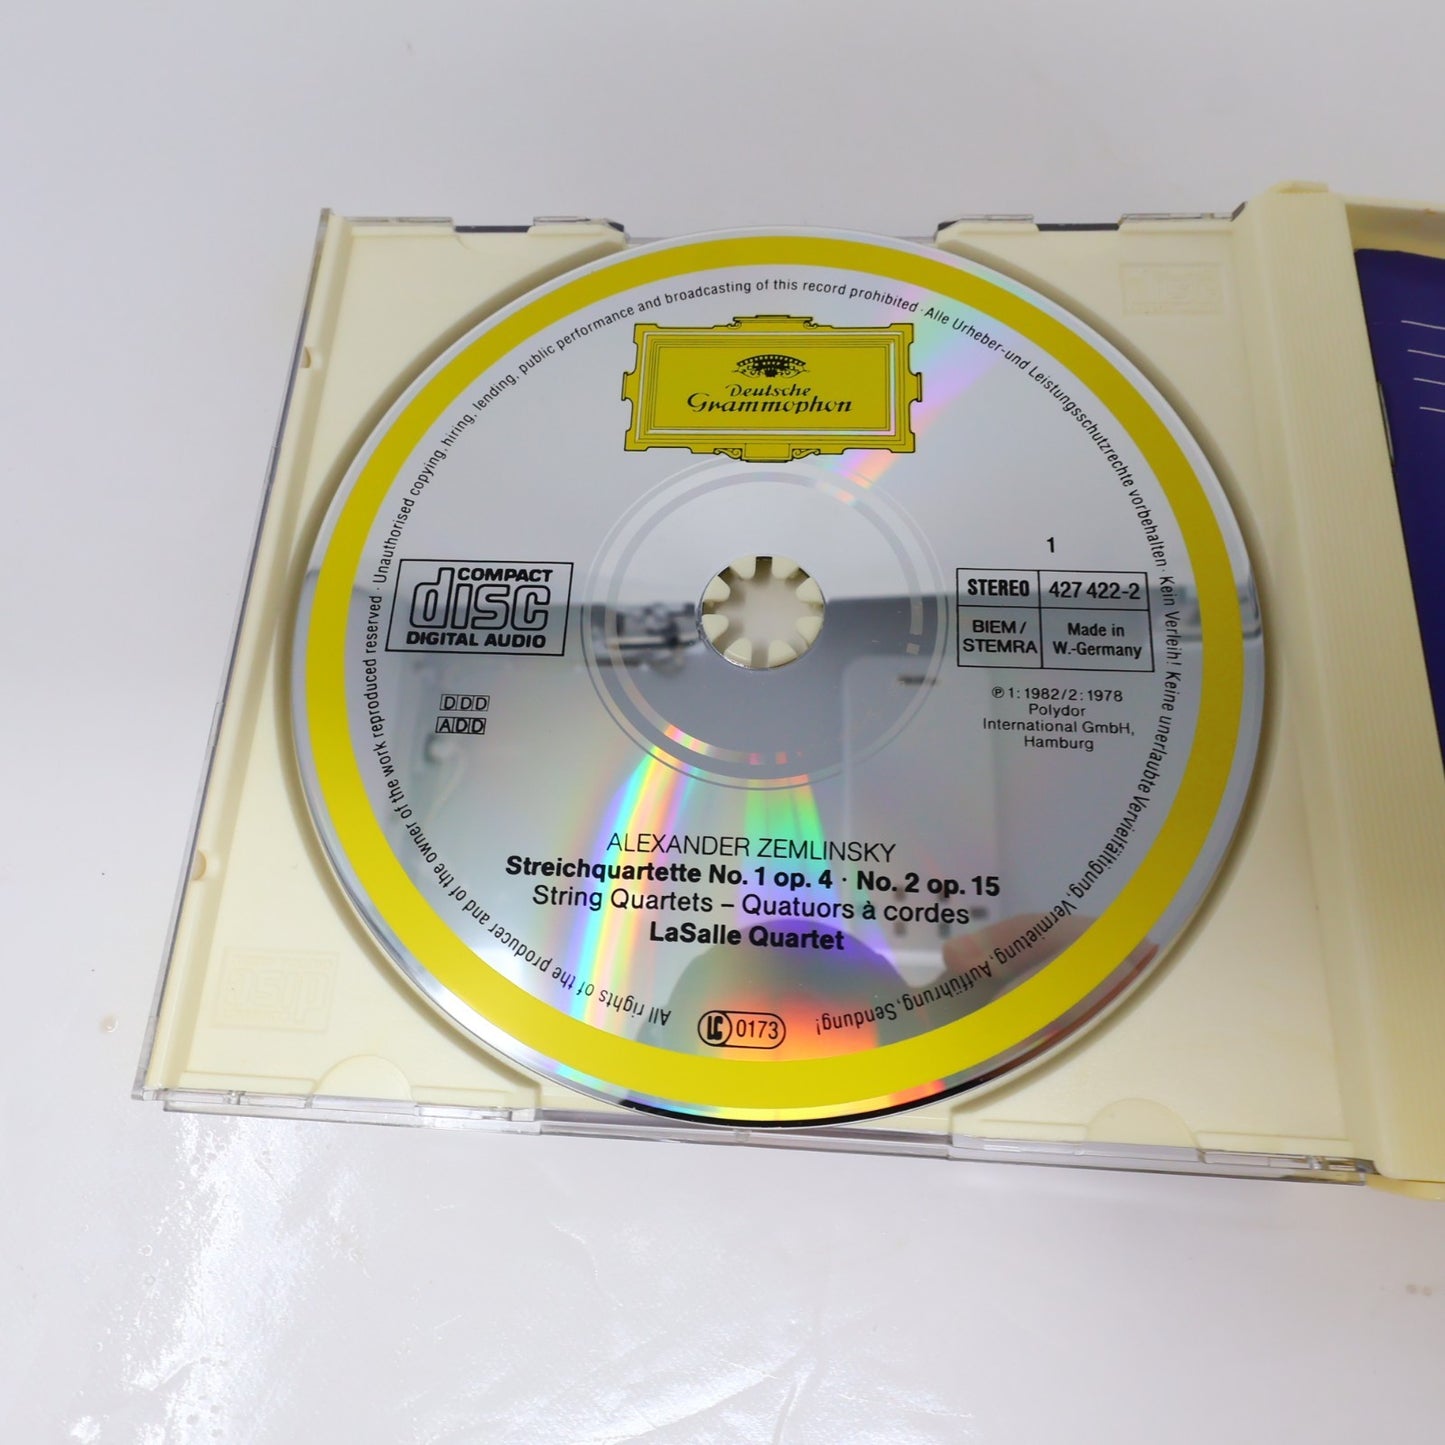 Unauthorised copying, hiring, lending, public performance and broadcasting of this record prohibited · Alle Urheber- und Leistungsschutzrechte vorbehalten · Kein Verleih! Keine unerlaubte Vervielfältigung, Vermietung, Aufführung, Sendung!
Deutsche
Grammophon
COMPACT
disc
DIGITAL AUDIO
1
STEREO 427 422-2
BIEM/
STEMRA
Made in
W.-Germany
DDD
ADD
℗ 1: 1982/2: 1978
Polydor
International GmbH,
Hamburg
ALEXANDER ZEMLINSKY
Streichquartette No. 1 op. 4 · No. 2 op. 15
String Quartets – Quatuors à cordes
LaSalle Quartet
LC 0173
All rights of the producer and of the owner of the work reproduced reserved ·